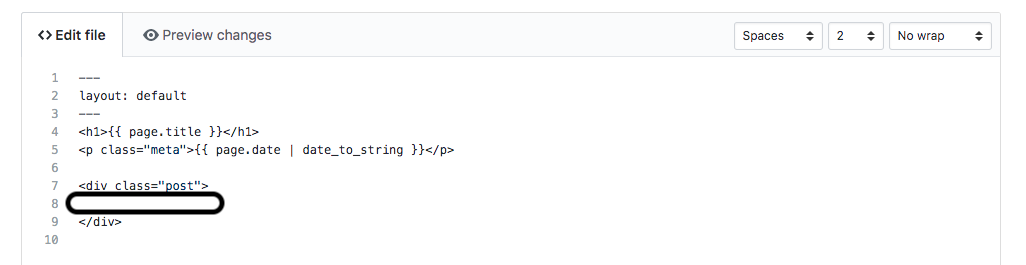 <> Edit file
Preview changes
Spaces
2
No wrap
1 ---
2 layout: default
3 ---
4 <h1>{{ page.title }}</h1>
5 <p class="meta">{{ page.date | date_to_string }}</p>
6
7 <div class="post">
8
9 </div>
10